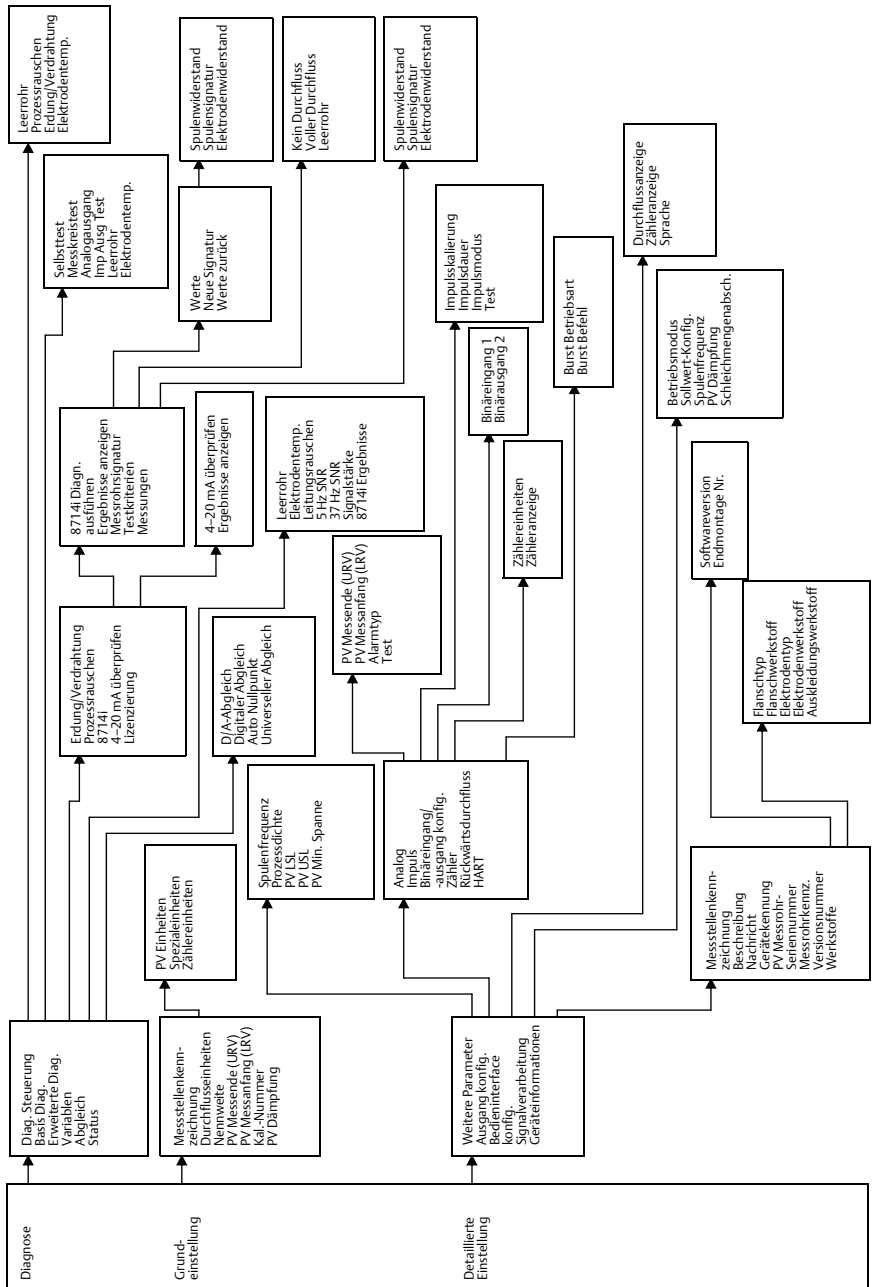 Diagnose
Grund-
einstellung
Detaillierte
Einstellung
Diag. Steuerung
Basis Diag.
Erweiterte Diag.
Variablen
Abgleich
Status
Messstellenkenn-
zeichnung
Durchflusseinheiten
Nennweite
PV Messende (URV)
PV Messanfang (LRV)
Kal.-Nummer
PV Dämpfung
Weitere Parameter
Ausgang konfig.
Bedieninterface
konfig.
Signalverarbeitung
Geräteinformationen
Leerrohr
Prozessrauschen
Erdung/Verdrahtung
Elektrodentemp.
Selbsttest
Messkreistest
Analogausgang
Imp Ausg Test
Leerrohr
Elektrodentemp.
Erdung/Verdrahtung
Prozessrauschen
8714i
4–20 mA überprüfen
Lizenzierung
8714i Diagn.
ausführen
Ergebnisse anzeigen
Messrohrsignatur
Testkriterien
Messungen
4–20 mA überprüfen
Ergebnisse anzeigen
Werte
Neue Signatur
Werte zurück
Spulenwiderstand
Spulensignatur
Elektrodenwiderstand
Kein Durchfluss
Voller Durchfluss
Leerrohr
Spulenwiderstand
Spulensignatur
Elektrodenwiderstand
Leerrohr
Elektrodentemp.
Leitungsrauschen
5 Hz SNR
37 Hz SNR
Signalstärke
8714i Ergebnisse
D/A-Abgleich
Digitaler Abgleich
Auto Nullpunkt
Universeller Abgleich
PV Einheiten
Spezialeinheiten
Zählereinheiten
Spulenfrequenz
Prozessdichte
PV LSL
PV USL
PV Min. Spanne
Analog
Impuls
Binäreingang/
-ausgang konfig.
Zähler
Rückwärtsdurchfluss
HART
PV Messende (URV)
PV Messanfang (LRV)
Alarmtyp
Test
Impulsskalierung
Impulsdauer
Impulsmodus
Test
Binäreingang 1
Binärausgang 2
Zählereinheiten
Zähleranzeige
Burst Betriebsart
Burst Befehl
Durchflussanzeige
Zähleranzeige
Sprache
Betriebsmodus
Sollwert-Konfig.
Spulenfrequenz
PV Dämpfung
Schleichmengenabsch.
Messstellenkenn-
zeichnung
Beschreibung
Nachricht
Gerätekennung
PV Messrohr-
Seriennummer
Messrohrkennz.
Versionsnummer
Werkstoffe
Softwareversion
Endmontage Nr.
Flanschtyp
Flanschwerkstoff
Elektrodentyp
Elektrodenwerkstoff
Auskleidungswerkstoff